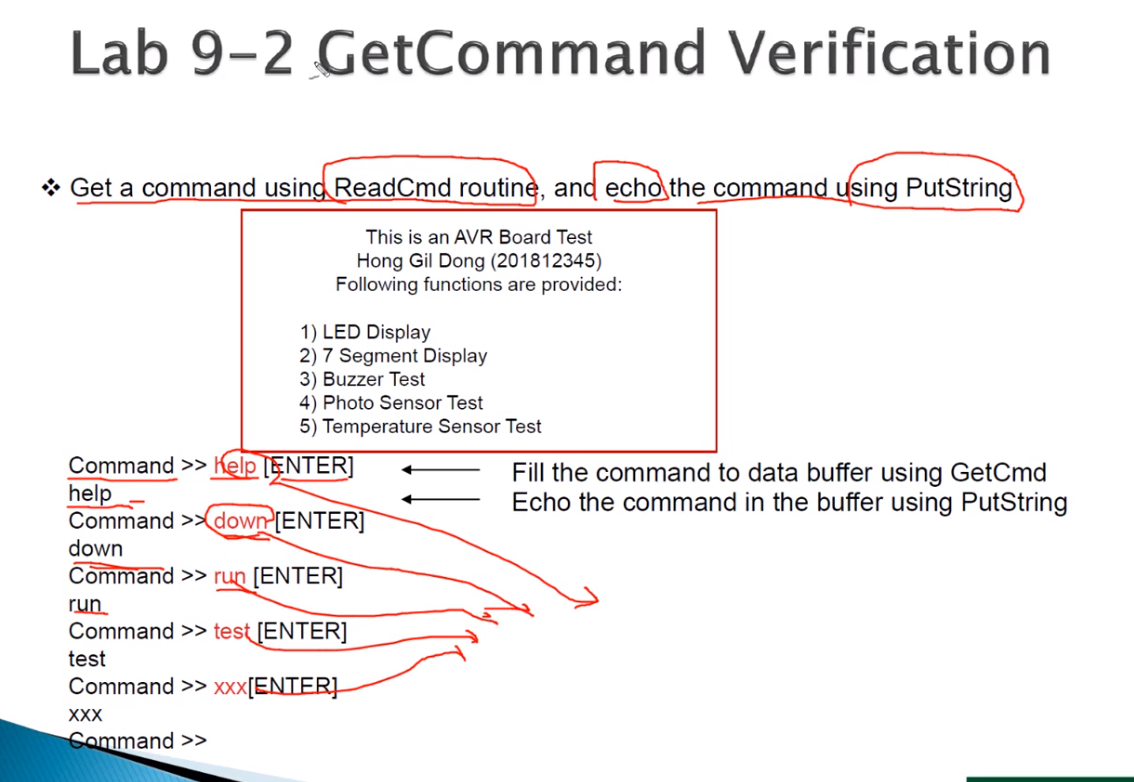 Lab 9-2 GetCommand Verification
❖ Get a command using ReadCmd routine, and echo the command using PutString
This is an AVR Board Test
Hong Gil Dong (201812345)
Following functions are provided:
1) LED Display
2) 7 Segment Display
3) Buzzer Test
4) Photo Sensor Test
5) Temperature Sensor Test
Command >> help [ENTER]
Fill the command to data buffer using GetCmd
help
Echo the command in the buffer using PutString
Command >> down [ENTER]
down
Command >> run [ENTER]
run
Command >> test [ENTER]
test
Command >> xxx[ENTER]
xxx
Command >>